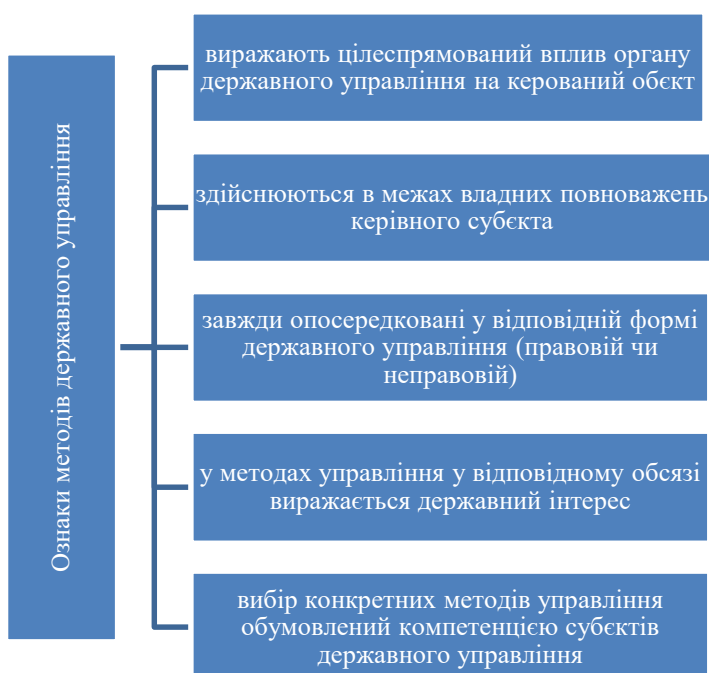 Ознаки методів державного управління
виражають цілеспрямований вплив органу
державного управління на керований обєкт
здійснюються в межах владних повноважень
керівного субєкта
завжди опосередковані у відповідній формі
державного управління (правовій чи
неправовій)
у методах управління у відповідному обсязі
виражається державний інтерес
вибір конкретних методів управління
обумовлений компетенцією субєктів
державного управління